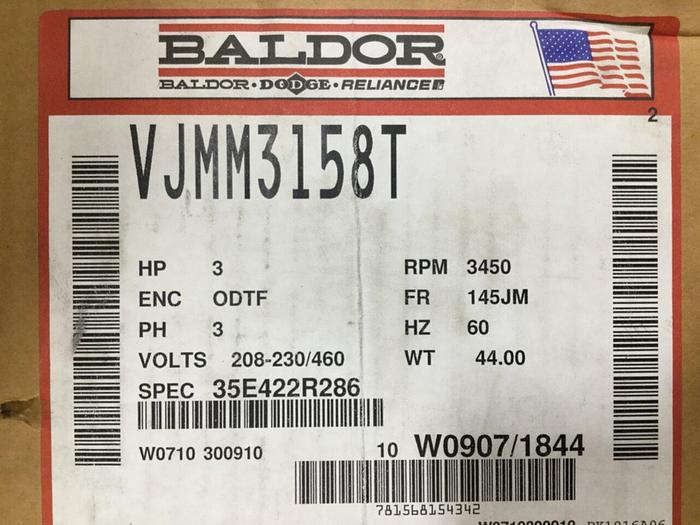 BALDOR
BALDOR • DODGE • RELIANCE
2
VJMM3158T
HP 3 RPM 3450
ENC ODTF FR 145JM
PH 3 HZ 60
VOLTS 208-230/460 WT 44.00
SPEC 35E422R286
W0710 300910 10 W0907/1844
781568154342